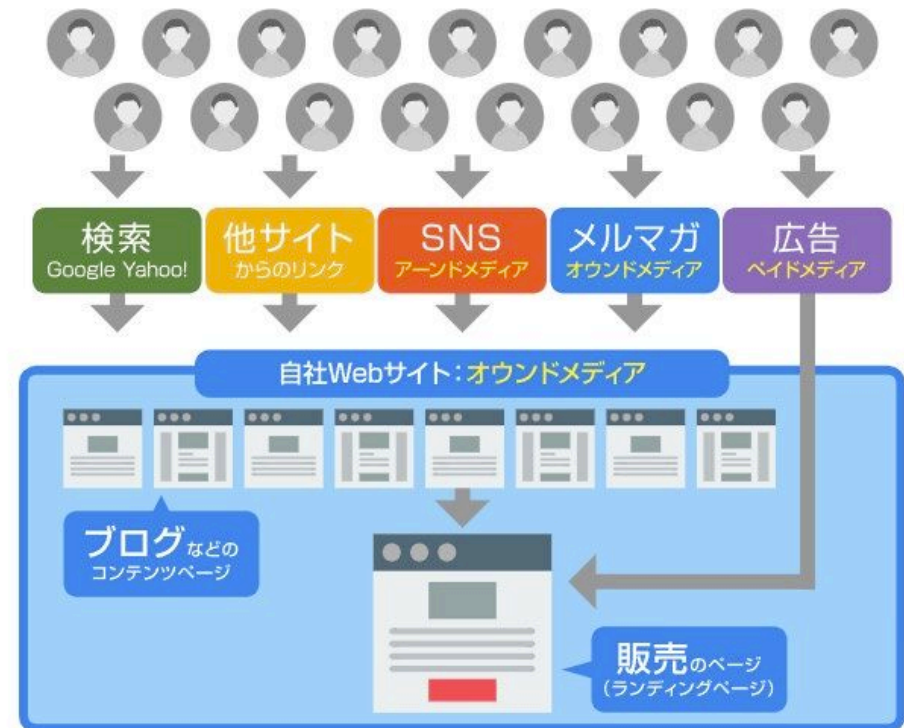 検索
Google Yahoo!
他サイト
からのリンク
SNS
アーンドメディア
メルマガ
オウンドメディア
広告
ペイドメディア
自社Webサイト：オウンドメディア
ブログなどの
コンテンツページ
販売のページ
（ランディングページ）